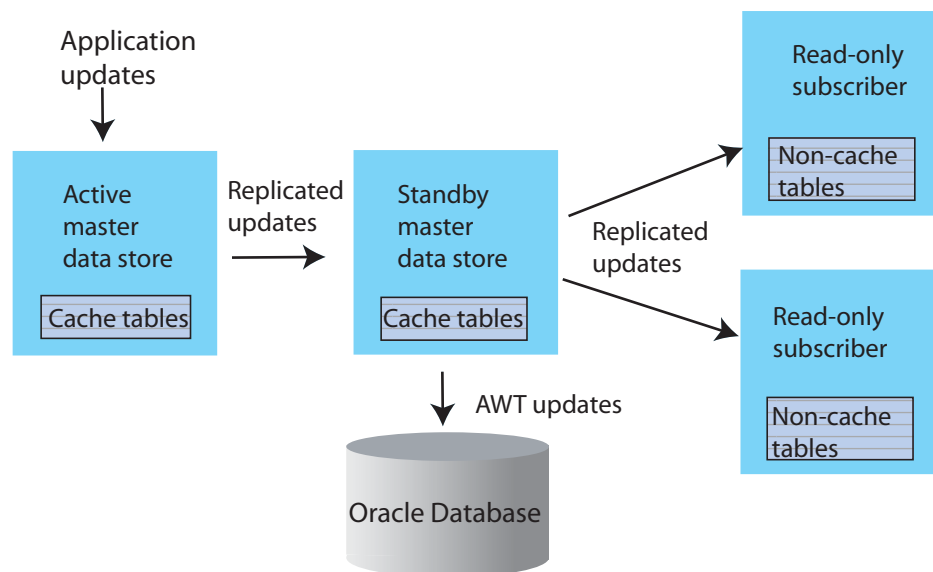 Application
updates
Active
master
data store
Cache tables
Replicated
updates
Standby
master
data store
Cache tables
AWT updates
Oracle Database
Replicated
updates
Read-only
subscriber
Non-cache
tables
Read-only
subscriber
Non-cache
tables